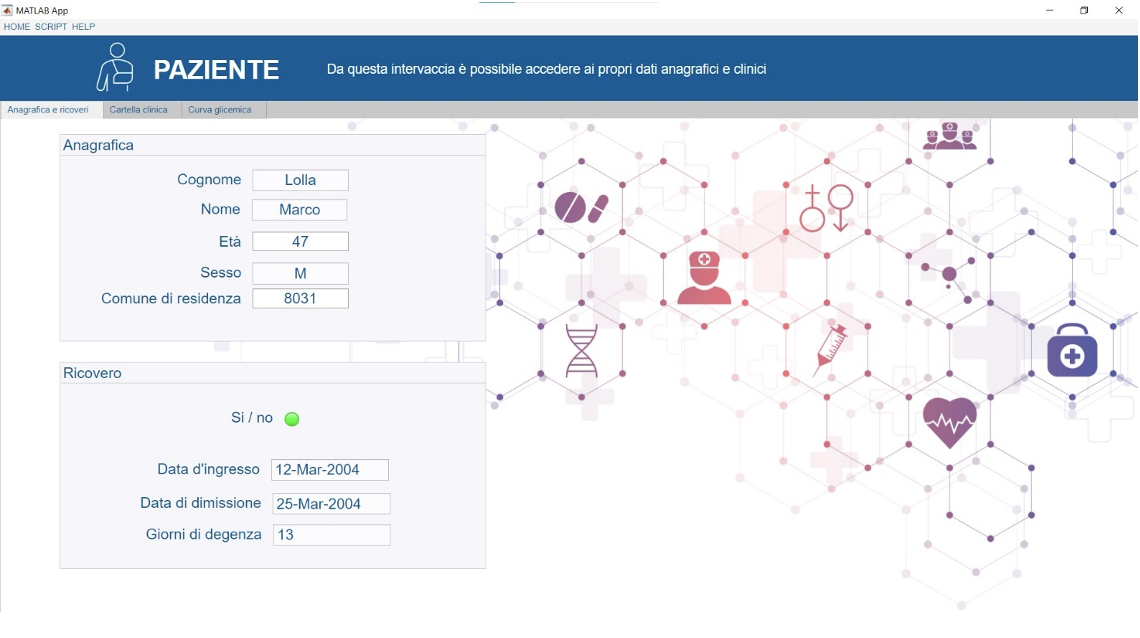 MATLAB App
HOME SCRIPT HELP
PAZIENTE
Da questa intervaccia è possibile accedere ai propri dati anagrafici e clinici
Anagrafica e ricoveri Cartella clinica Curva glicemica
Anagrafica
Cognome Lolla
Nome Marco
Età 47
Sesso M
Comune di residenza 8031
Ricovero
Si / no
Data d'ingresso 12-Mar-2004
Data di dimissione 25-Mar-2004
Giorni di degenza 13